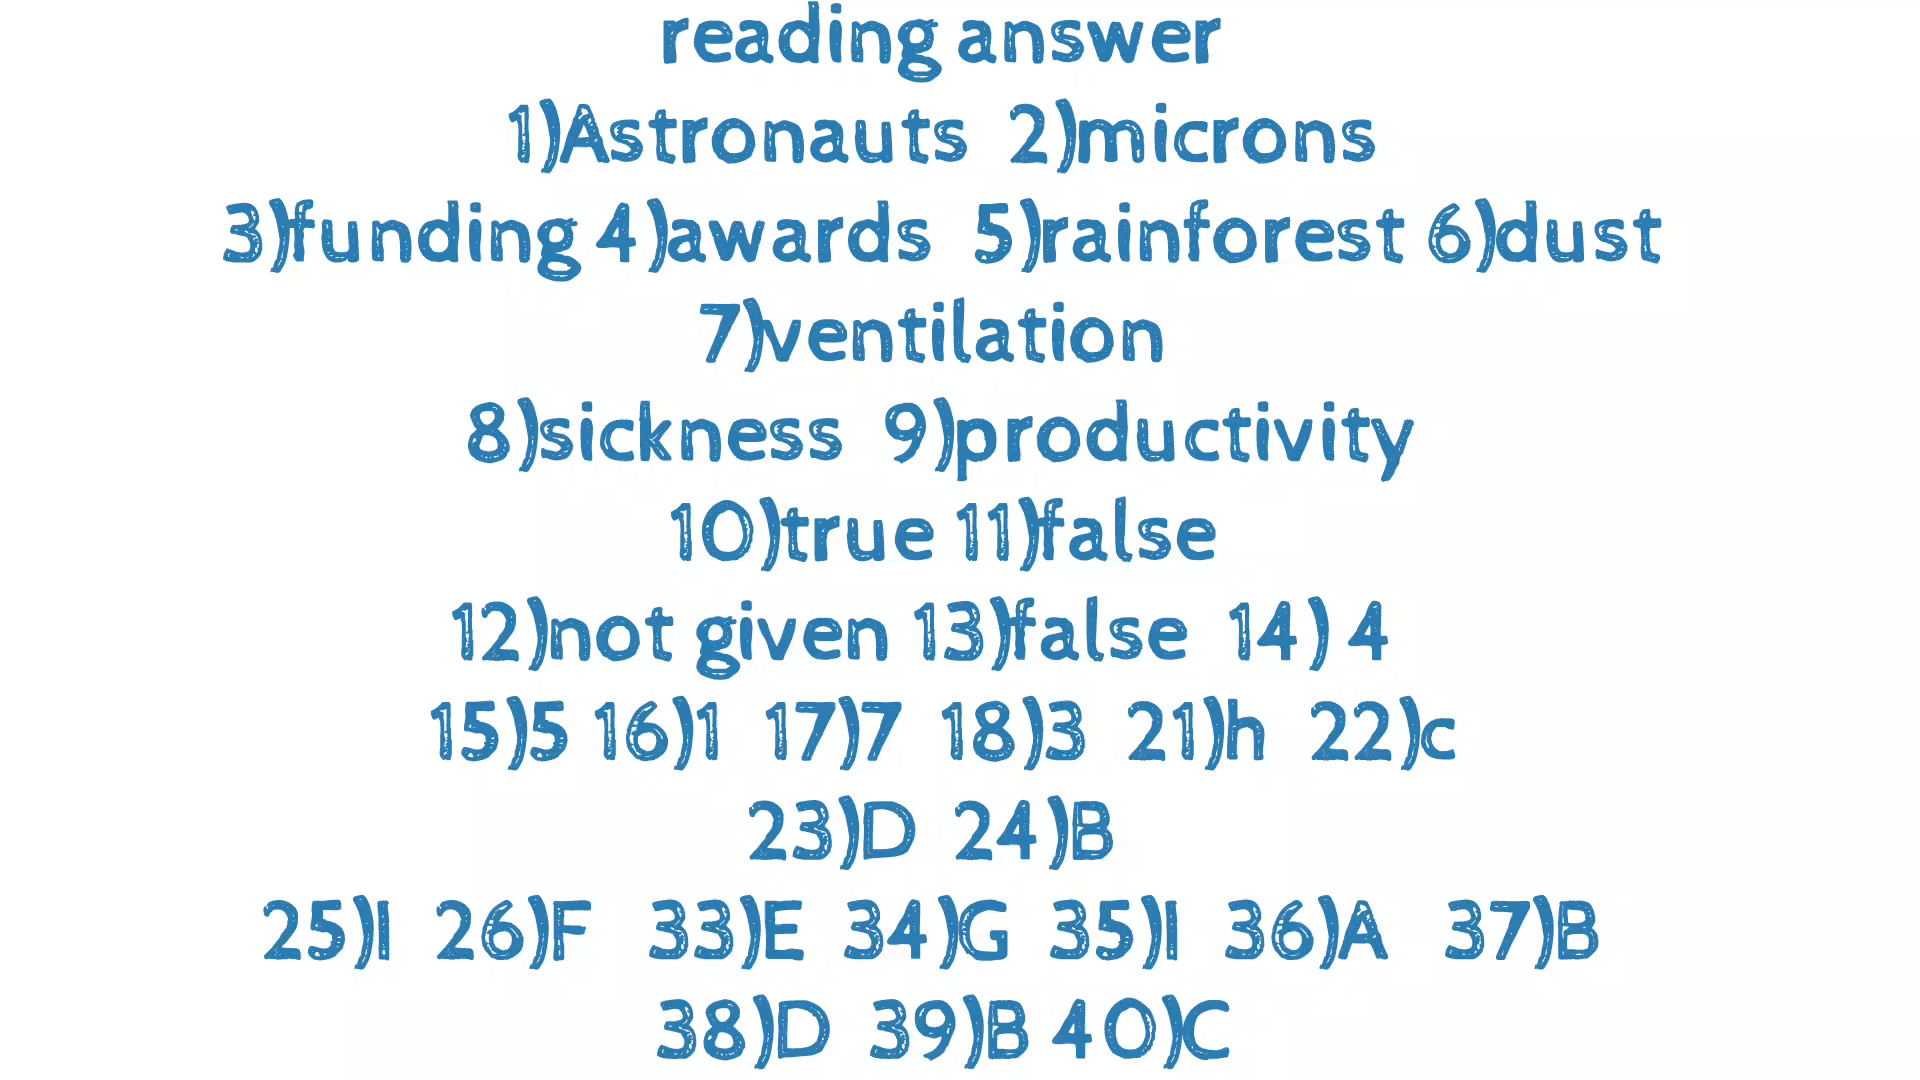 reading answer
1)Astronauts 2)microns
3)funding 4)awards 5)rainforest 6)dust
7)ventilation
8)sickness 9)productivity
10)true 11)false
12)not given 13)false 14) 4
15)5 16)1 17)7 18)3 21)h 22)c
23)D 24)B
25)I 26)F 33)E 34)G 35)I 36)A 37)B
38)D 39)B 40)C